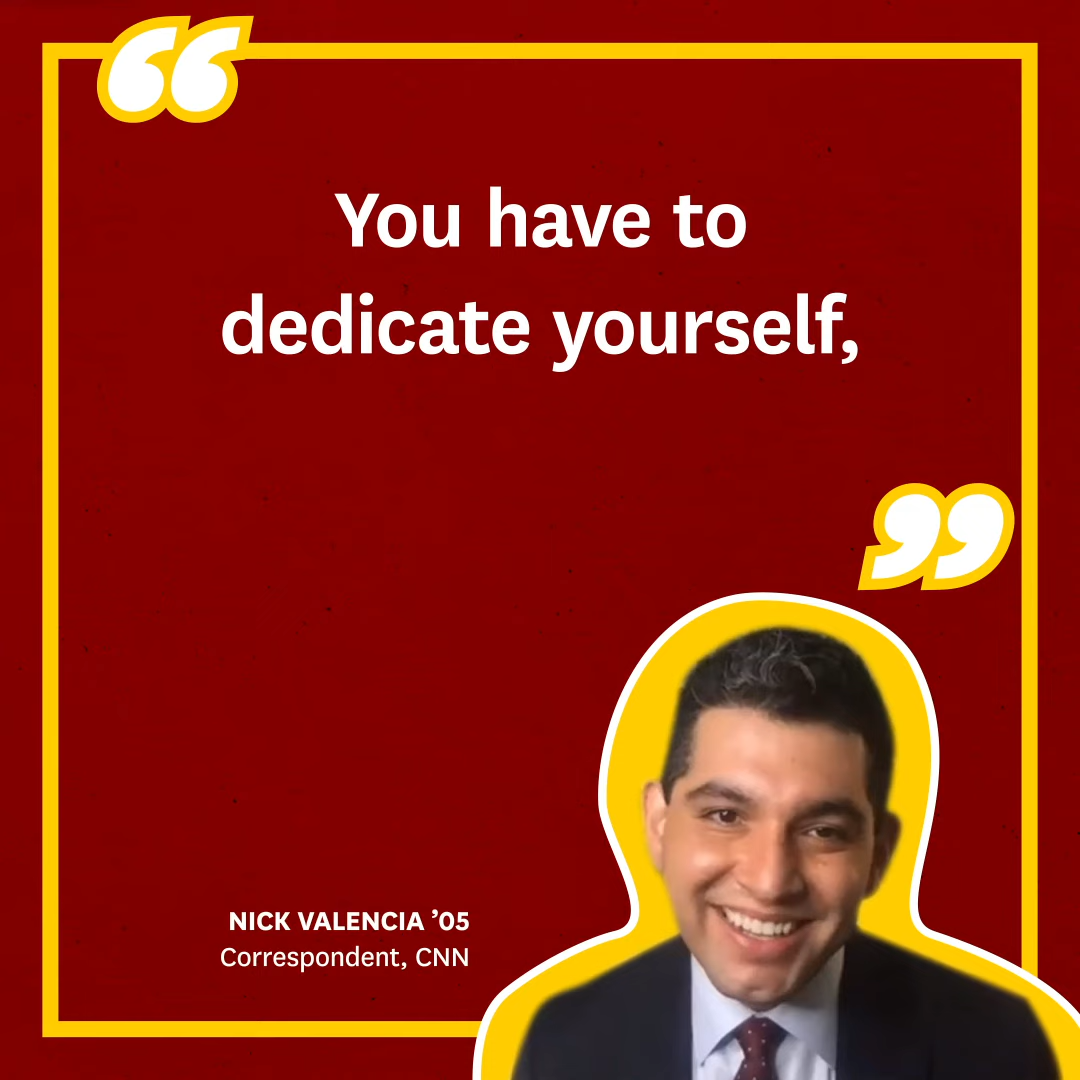 “
You have to
dedicate yourself,
”
NICK VALENCIA ’05
Correspondent, CNN